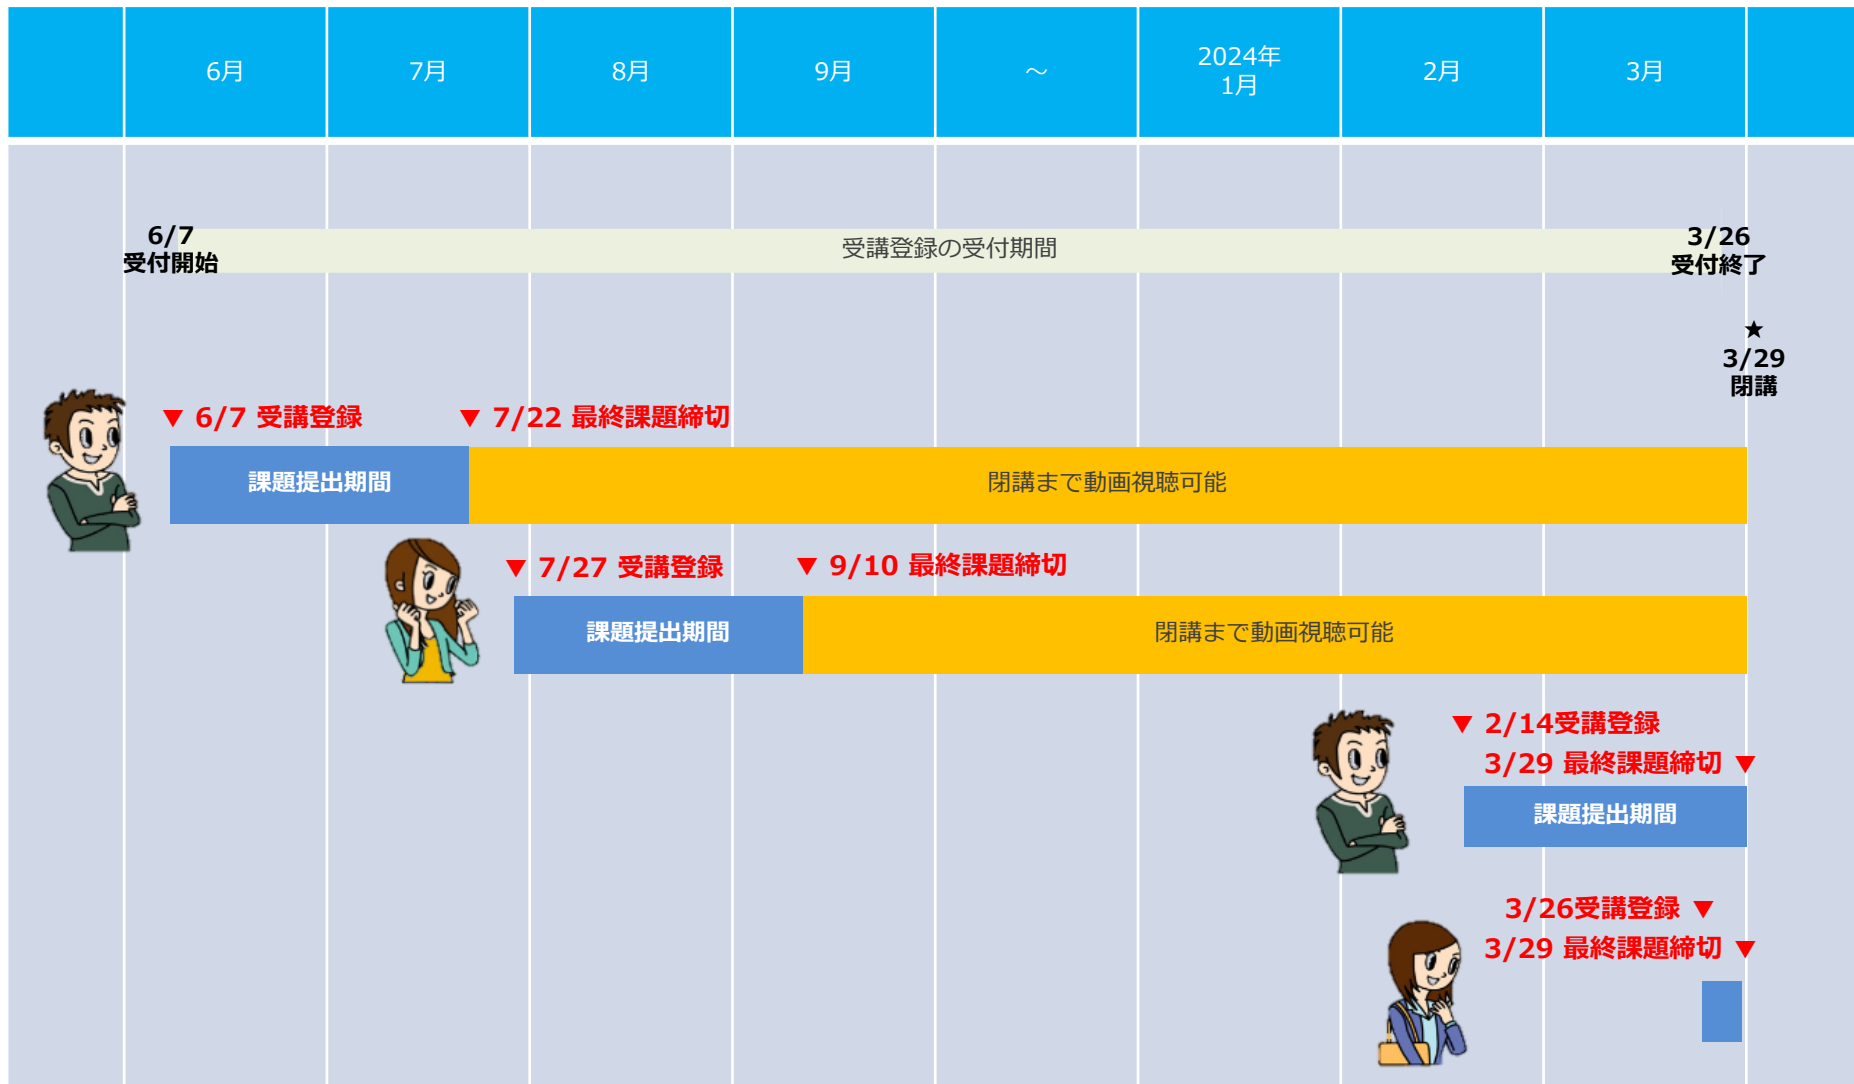 6月
7月
8月
9月
～
2024年
1月
2月
3月
6/7
受付開始
受講登録の受付期間
3/26
受付終了
★
3/29
閉講
▼ 6/7 受講登録
▼ 7/22 最終課題締切
課題提出期間
閉講まで動画視聴可能
▼ 7/27 受講登録
▼ 9/10 最終課題締切
課題提出期間
閉講まで動画視聴可能
▼ 2/14受講登録
3/29 最終課題締切 ▼
課題提出期間
3/26受講登録 ▼
3/29 最終課題締切 ▼